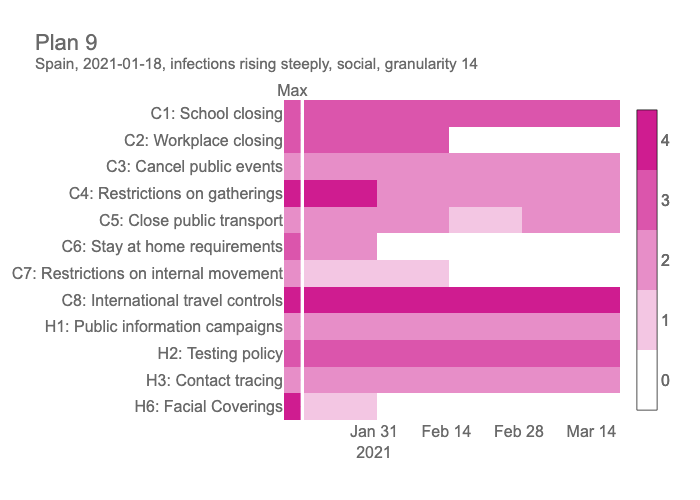 Plan 9
Spain, 2021-01-18, infections rising steeply, social, granularity 14
Max
C1: School closing
C2: Workplace closing
C3: Cancel public events
C4: Restrictions on gatherings
C5: Close public transport
C6: Stay at home requirements
C7: Restrictions on internal movement
C8: International travel controls
H1: Public information campaigns
H2: Testing policy
H3: Contact tracing
H6: Facial Coverings
Jan 31 Feb 14 Feb 28 Mar 14
2021
4
3
2
1
0